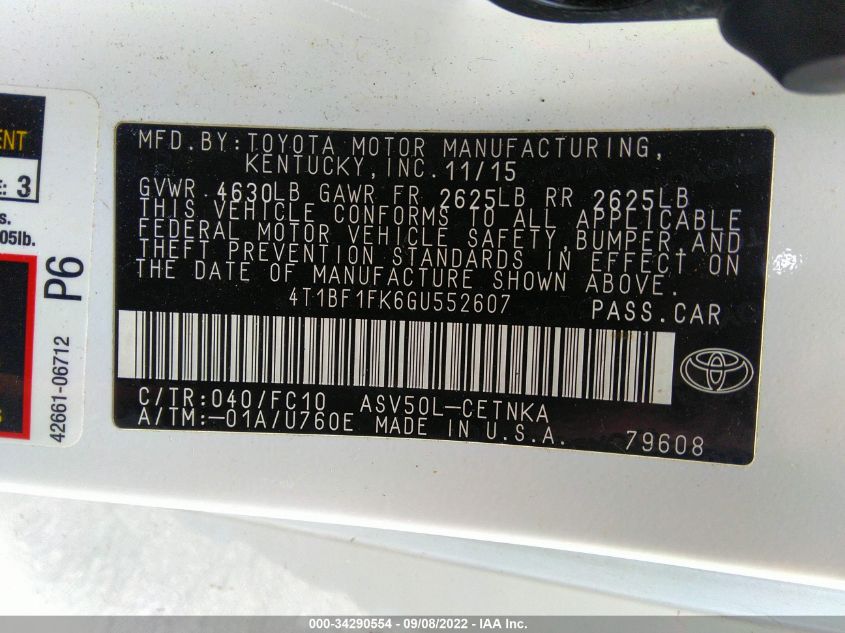 ENT
E: 3
s.
05lb.
P6
42661-06712
MFD. BY: TOYOTA MOTOR MANUFACTURING,
KENTUCKY, INC. 11/15
GVWR 4630LB GAWR FR 2625LB RR 2625LB
THIS VEHICLE CONFORMS TO ALL APPLICABLE
FEDERAL MOTOR VEHICLE SAFETY, BUMPER, AND
THEFT PREVENTION STANDARDS IN EFFECT ON
THE DATE OF MANUFACTURE SHOWN ABOVE.
4T1BF1FK6GU552607 PASS. CAR
C/TR: 040/FC10 ASV50L-CETNKA
A/TM: -01A/U760E MADE IN U.S.A. 79608
000-34290554 - 09/08/2022 - IAA Inc.